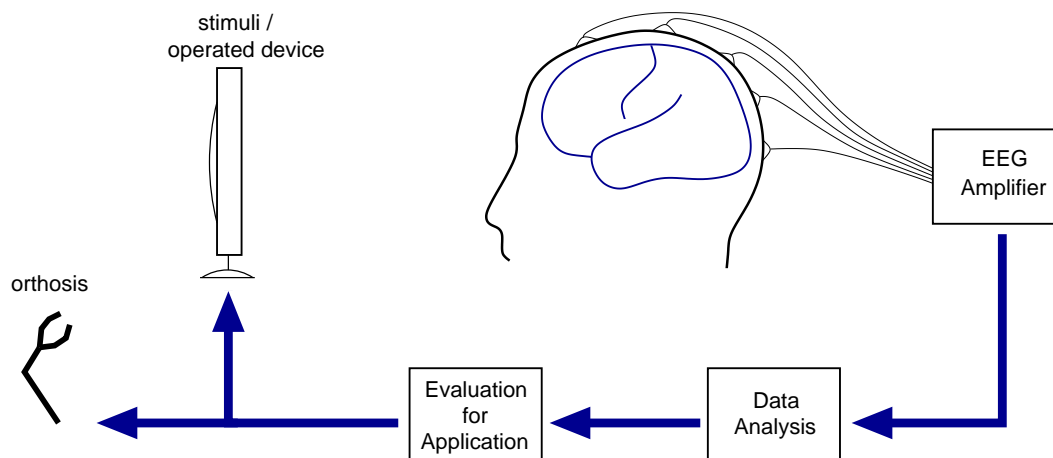 stimuli /
operated device
EEG
Amplifier
orthosis
Evaluation
for
Application
Data
Analysis